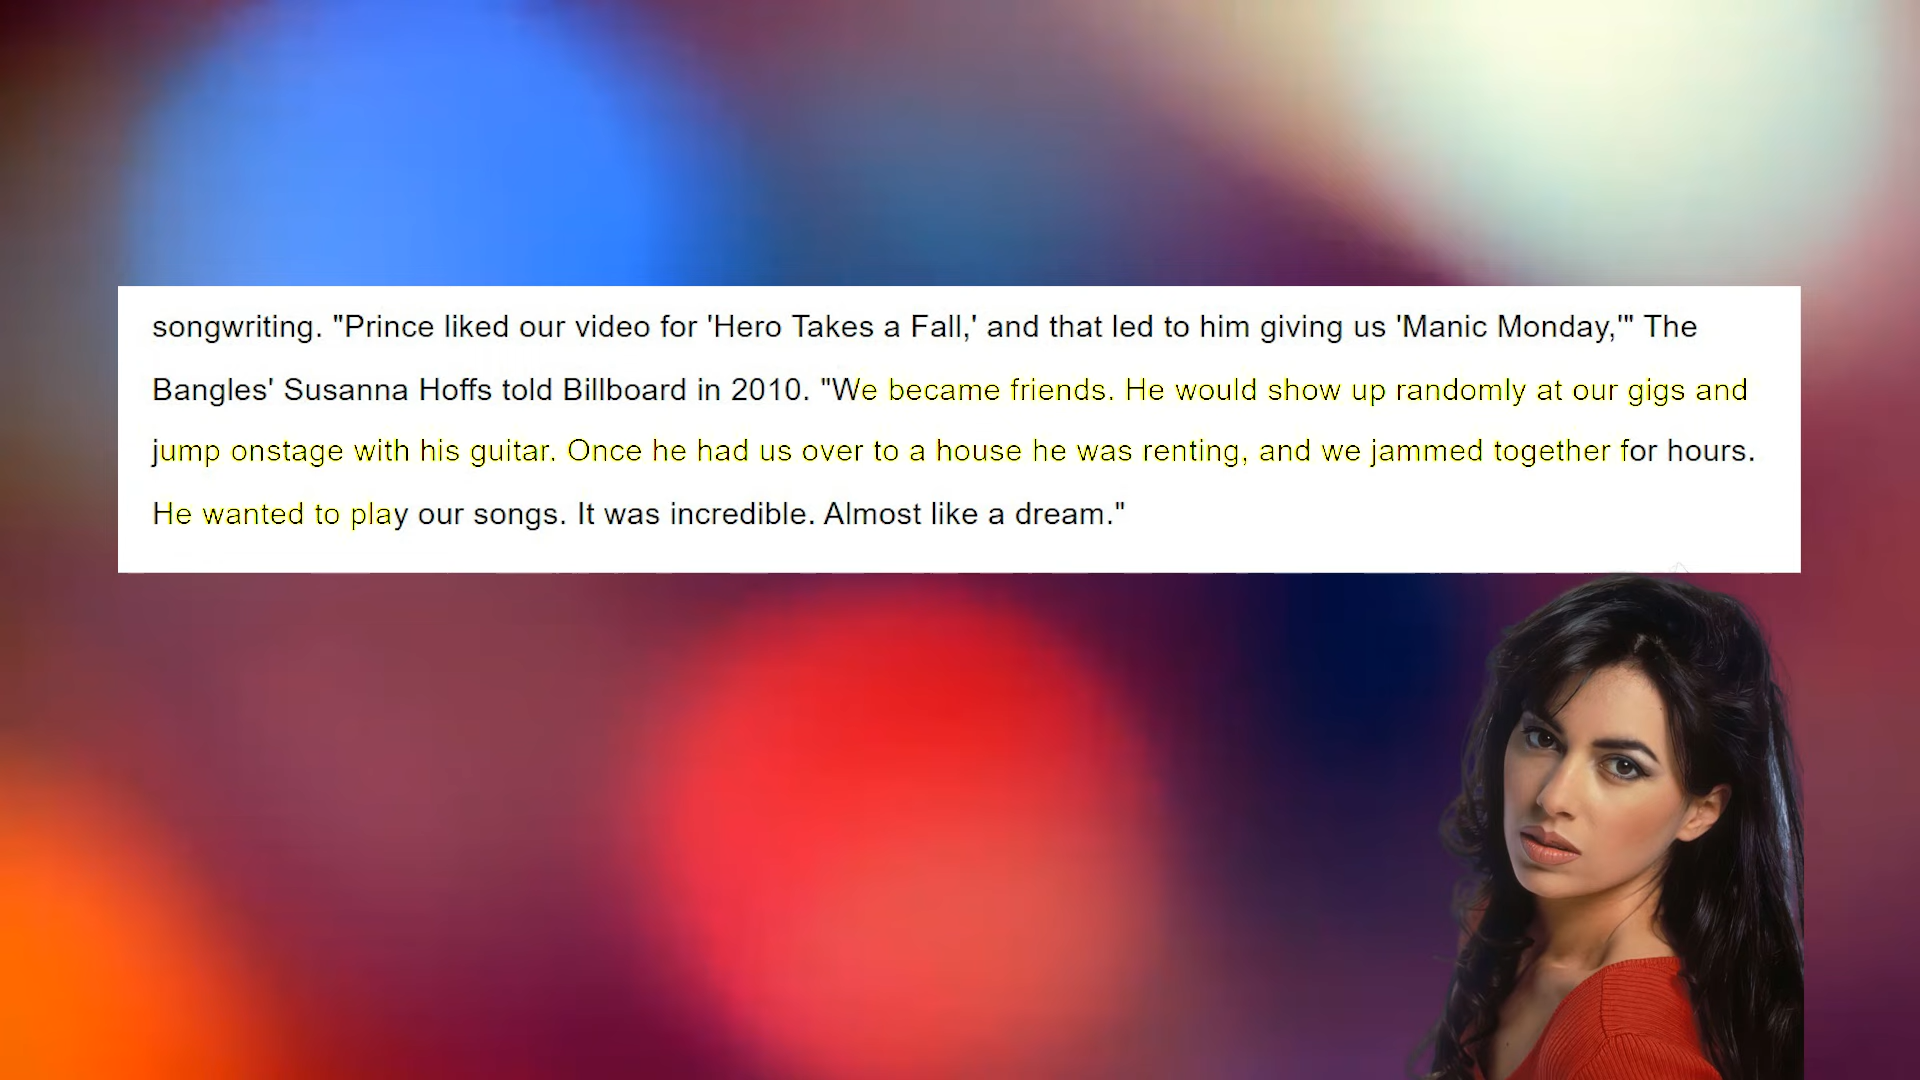 songwriting. "Prince liked our video for 'Hero Takes a Fall,' and that led to him giving us 'Manic Monday,'" The
Bangles' Susanna Hoffs told Billboard in 2010. "We became friends. He would show up randomly at our gigs and
jump onstage with his guitar. Once he had us over to a house he was renting, and we jammed together for hours.
He wanted to play our songs. It was incredible. Almost like a dream."